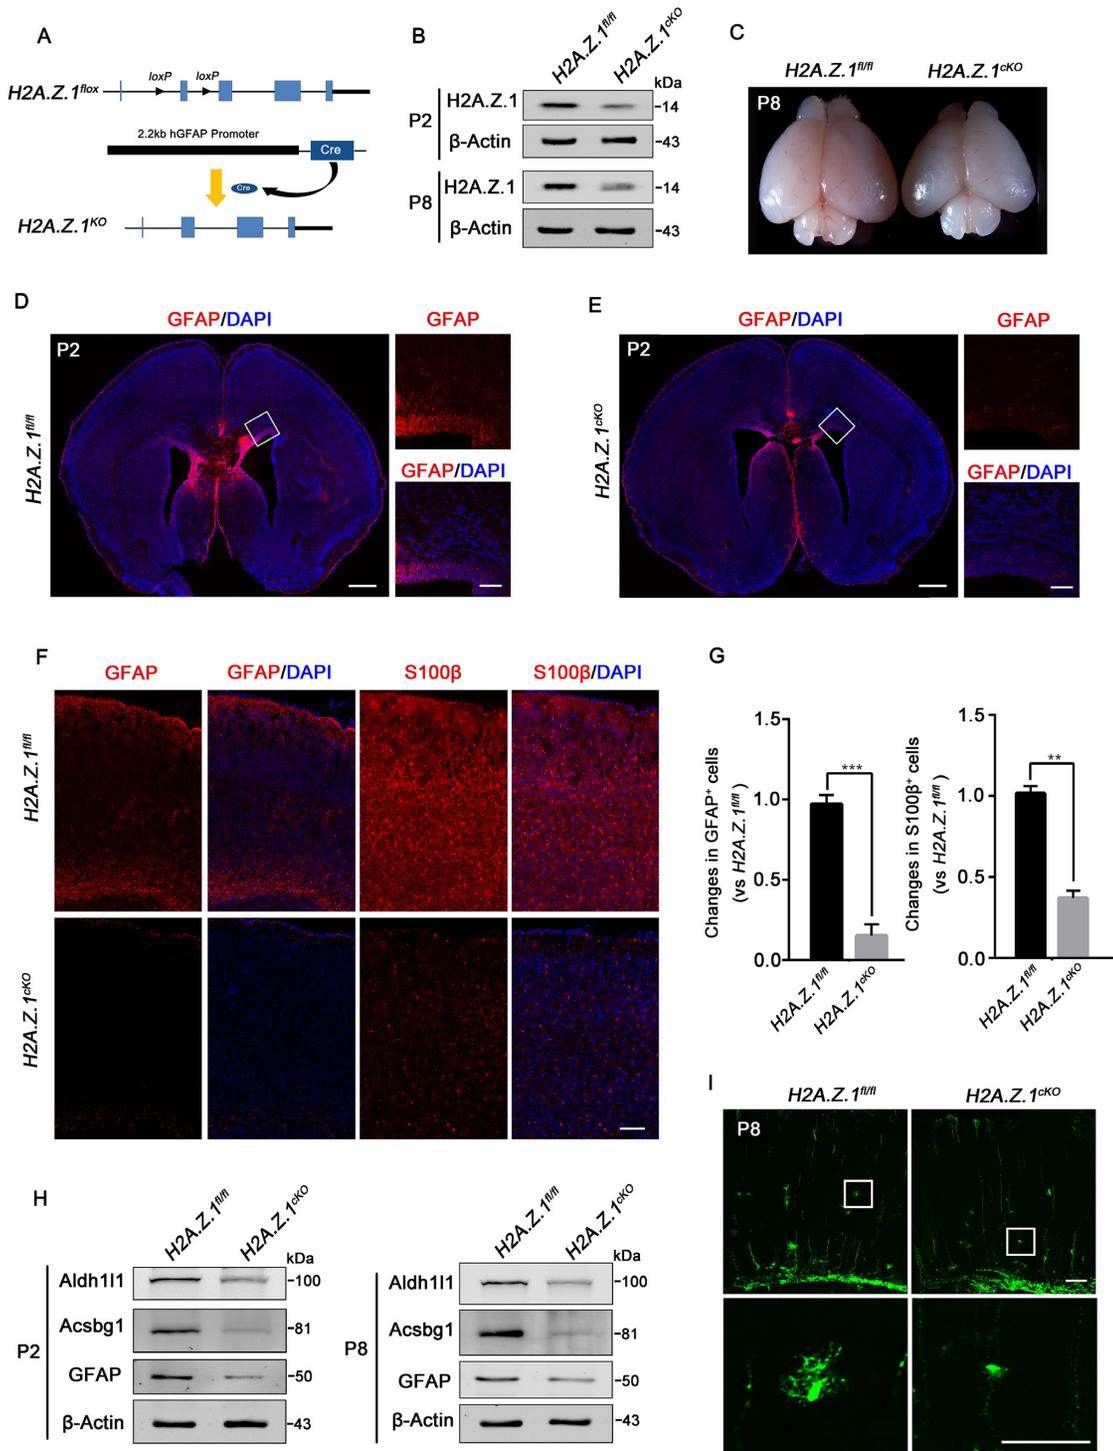 A
H2A.Z.1flox
loxP
loxP
2.2kb hGFAP Promoter
Cre
Cre
H2A.Z.1KO
B
H2A.Z.1fl/fl
H2A.Z.1cKO
kDa
P2
H2A.Z.1
-14
β-Actin
-43
P8
H2A.Z.1
-14
β-Actin
-43
C
H2A.Z.1fl/fl
H2A.Z.1cKO
P8
D
GFAP/DAPI
GFAP
P2
H2A.Z.1fl/fl
GFAP/DAPI
E
GFAP/DAPI
GFAP
P2
H2A.Z.1cKO
GFAP/DAPI
F
GFAP
GFAP/DAPI
S100β
S100β/DAPI
H2A.Z.1fl/fl
H2A.Z.1cKO
G
Changes in GFAP+ cells
(vs H2A.Z.1fl/fl )
1.5
1.0
0.5
0.0
***
H2A.Z.1fl/fl
H2A.Z.1cKO
Changes in S100β+ cells
(vs H2A.Z.1fl/fl )
1.5
1.0
0.5
0.0
**
H2A.Z.1fl/fl
H2A.Z.1cKO
H
H2A.Z.1fl/fl
H2A.Z.1cKO
kDa
P2
Aldh1l1
-100
Acsbg1
-81
GFAP
-50
β-Actin
-43
H2A.Z.1fl/fl
H2A.Z.1cKO
kDa
P8
Aldh1l1
-100
Acsbg1
-81
GFAP
-50
β-Actin
-43
I
H2A.Z.1fl/fl
H2A.Z.1cKO
P8